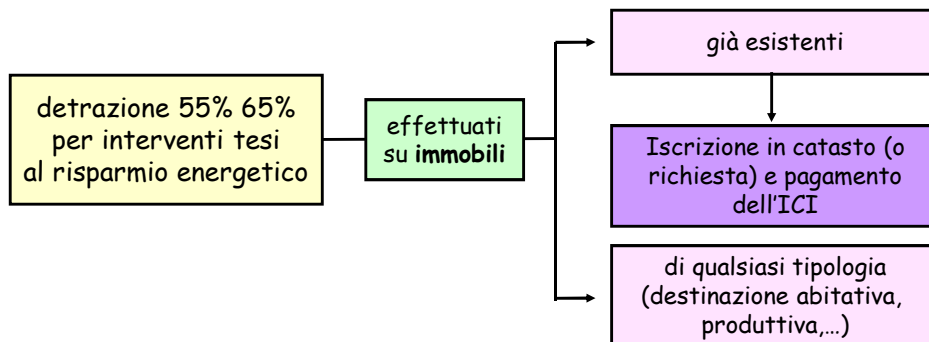 detrazione 55% 65%
per interventi tesi
al risparmio energetico
effettuati
su immobili
già esistenti
Iscrizione in catasto (o
richiesta) e pagamento
dell'ICI
di qualsiasi tipologia
(destinazione abitativa,
produttiva,…)